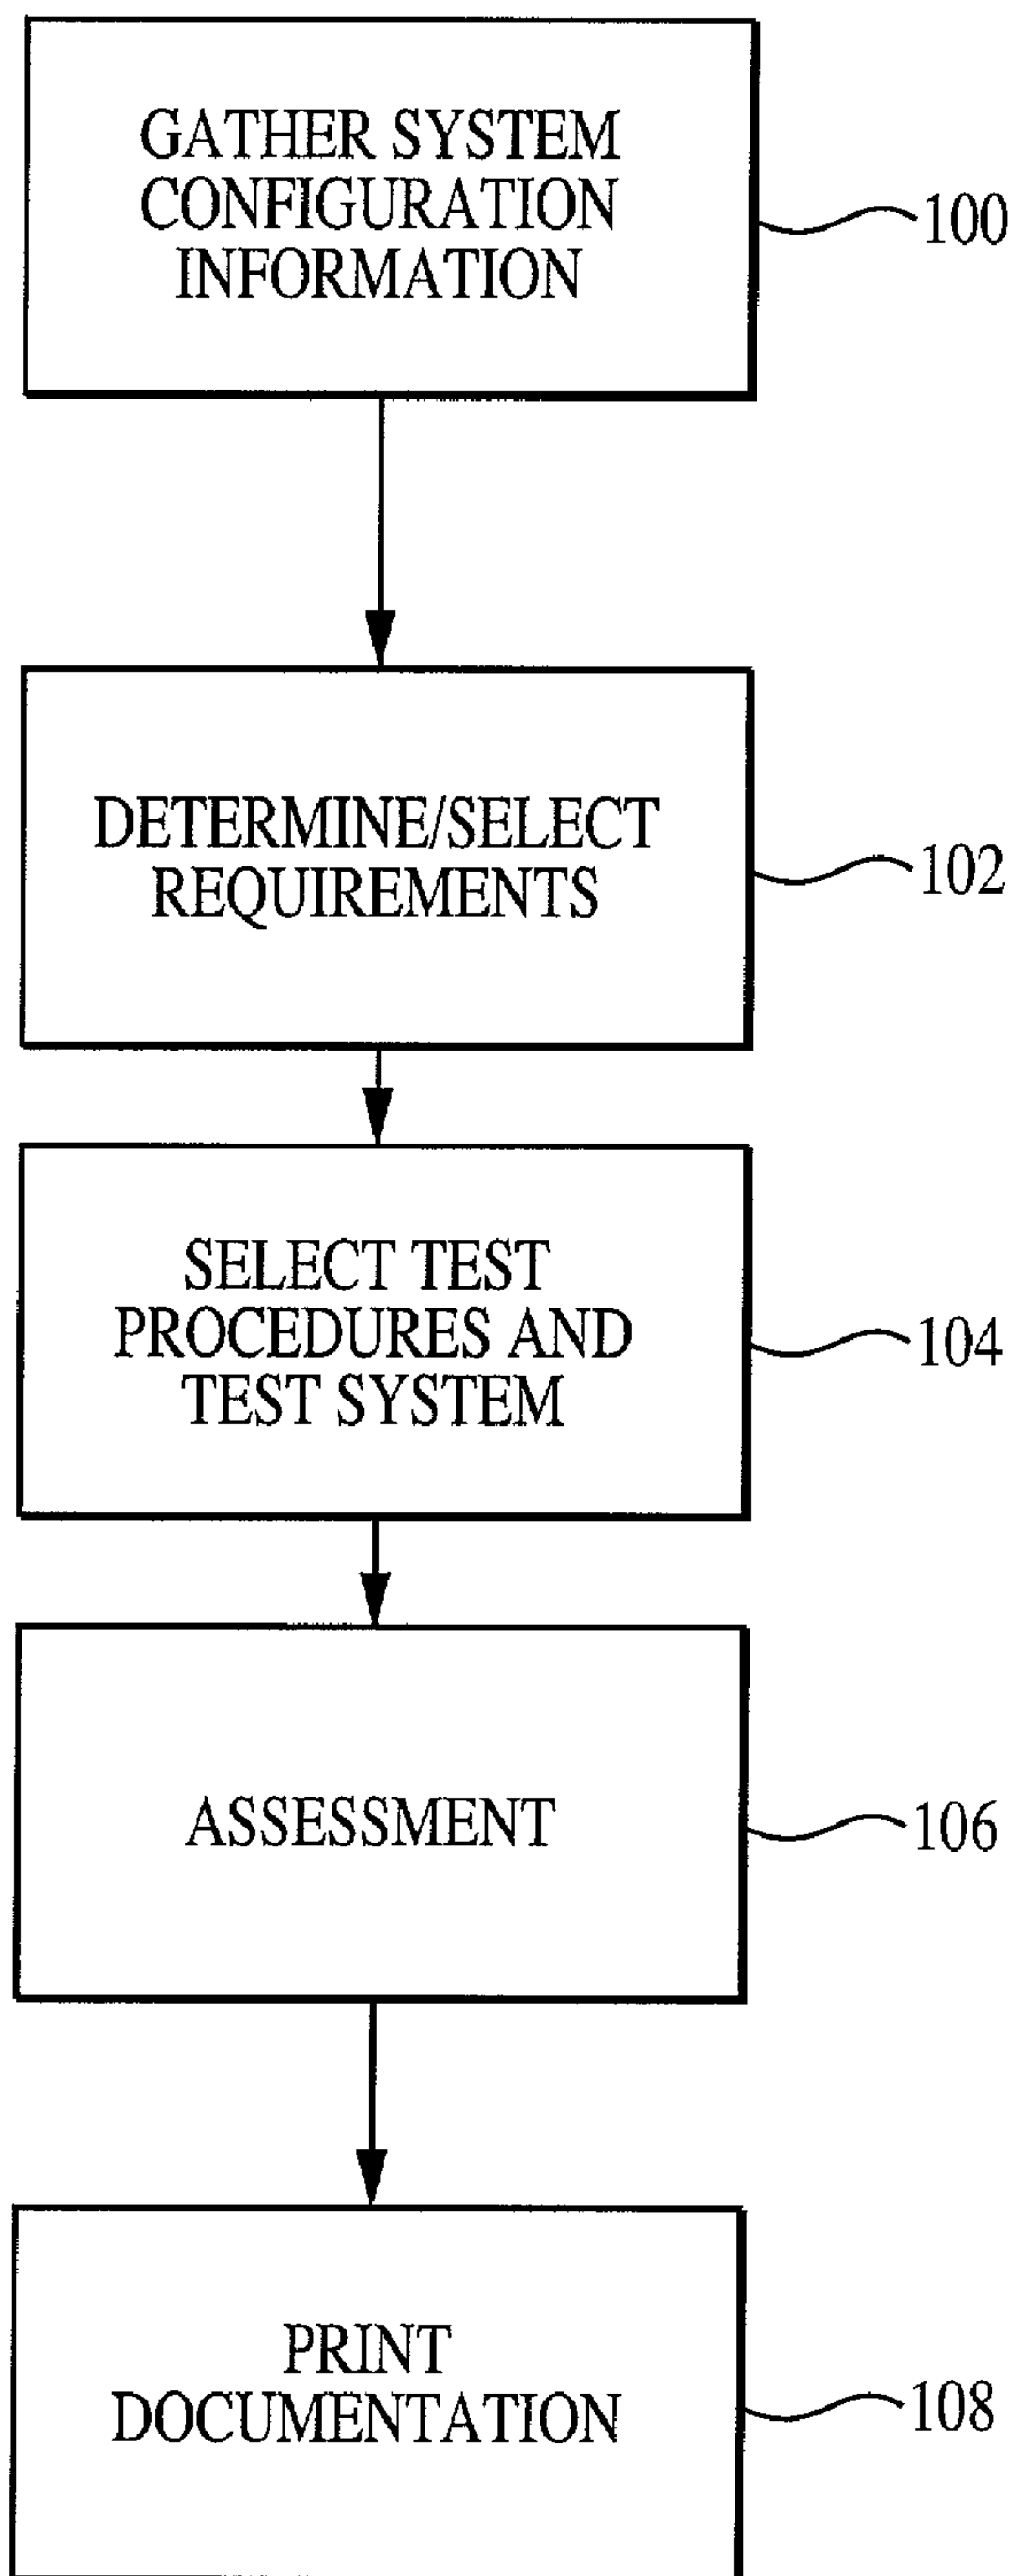 GATHER SYSTEM
CONFIGURATION
INFORMATION
100
DETERMINE/SELECT
REQUIREMENTS
102
SELECT TEST
PROCEDURES AND
TEST SYSTEM
104
ASSESSMENT
106
PRINT
DOCUMENTATION
108